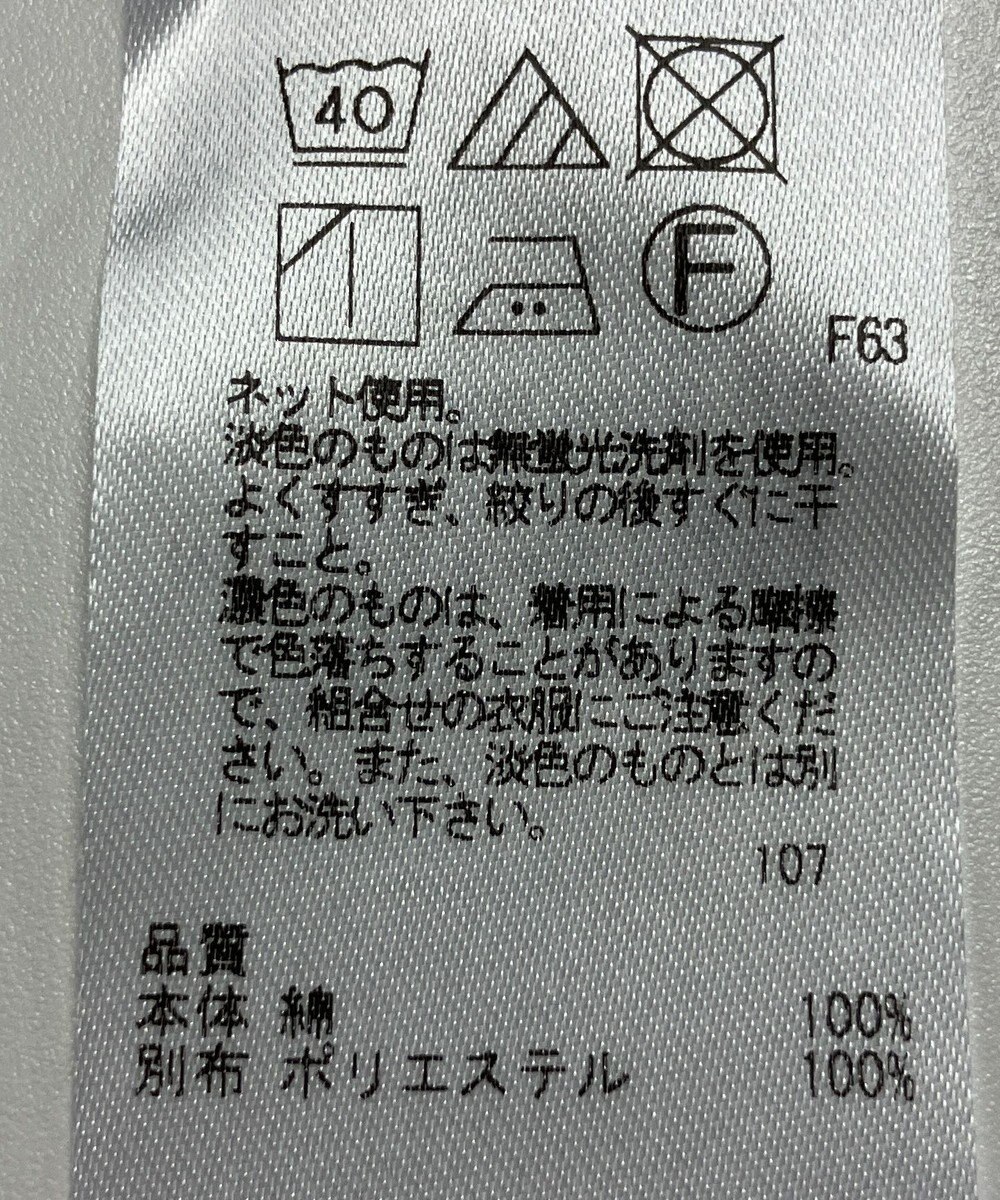 40
F
F63
ネット使用。
淡色のものは無蛍光洗剤を使用。
よくすすぎ、絞りの後すぐに干
すこと。
濃色のものは、着用による摩擦
で色落ちすることがありますの
で、組合せの衣服にご注意くだ
さい。また、淡色のものとは別
にお洗い下さい。
107
品質
本体 綿 100%
別布 ポリエステル 100%